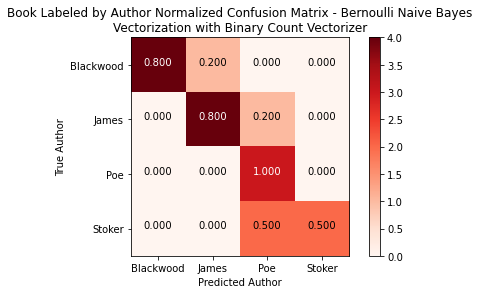 Book Labeled by Author Normalized Confusion Matrix - Bernoulli Naive Bayes
Vectorization with Binary Count Vectorizer
True Author
Blackwood 0.800 0.200 0.000 0.000
James 0.000 0.800 0.200 0.000
Poe 0.000 0.000 1.000 0.000
Stoker 0.000 0.000 0.500 0.500
Blackwood James Poe Stoker
Predicted Author
4.0
3.5
3.0
2.5
2.0
1.5
1.0
0.5
0.0